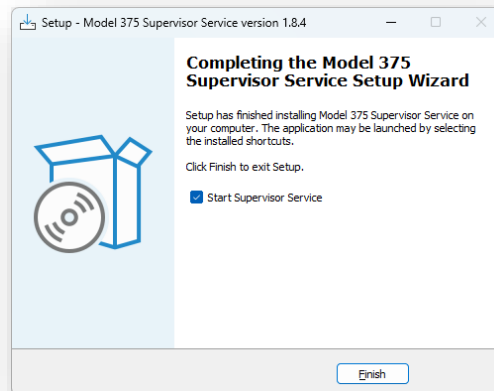 Setup - Model 375 Supervisor Service version 1.8.4
Completing the Model 375
Supervisor Service Setup Wizard
Setup has finished installing Model 375 Supervisor Service on
your computer. The application may be launched by selecting
the installed shortcuts.
Click Finish to exit Setup.
Start Supervisor Service
Finish